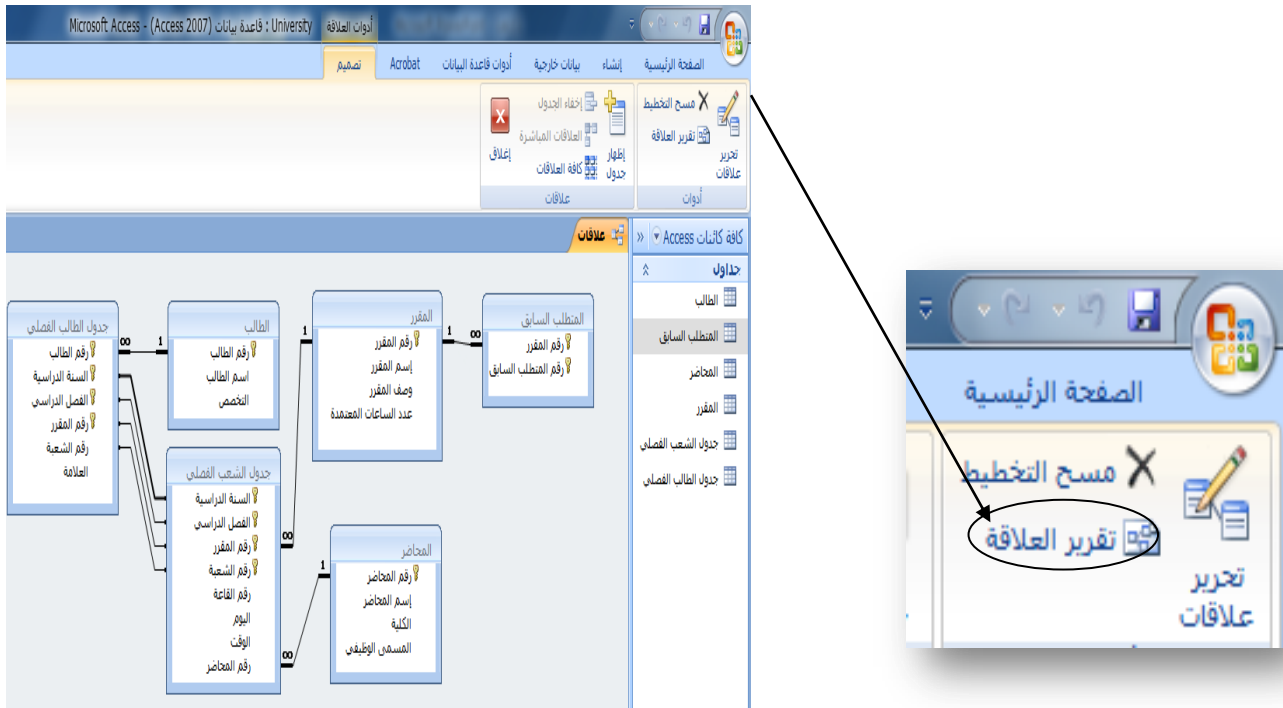 University : قاعدة بيانات (Access 2007) - Microsoft Access
أدوات العلاقة
الصفحة الرئيسية
إنشاء
بيانات خارجية
أدوات قاعدة البيانات
Acrobat
تصميم
تحرير علاقات
مسح التخطيط
تقرير العلاقة
أدوات
إظهار جدول
إخفاء الجدول
العلاقات المباشرة
كافة العلاقات
علاقات
إغلاق
كافة كائنات Access
جداول
الطالب
المتطلب السابق
المحاضر
المقرر
جدول الشعب الفصلي
جدول الطالب الفصلي
علاقات
المتطلب السابق
رقم المقرر
رقم المتطلب السابق
∞
1
المقرر
رقم المقرر
إسم المقرر
وصف المقرر
عدد الساعات المعتمدة
1
∞
الطالب
رقم الطالب
اسم الطالب
التخصص
1
∞
جدول الطالب الفصلي
رقم الطالب
السنة الدراسية
الفصل الدراسي
رقم المقرر
رقم الشعبة
العلامة
جدول الشعب الفصلي
السنة الدراسية
الفصل الدراسي
رقم المقرر
رقم الشعبة
رقم القاعة
اليوم
الوقت
رقم المحاضر
∞
1
المحاضر
رقم المحاضر
إسم المحاضر
الكلية
المسمى الوظيفي
الصفحة الرئيسية
مسح التخطيط
تقرير العلاقة
تحرير
علاقات